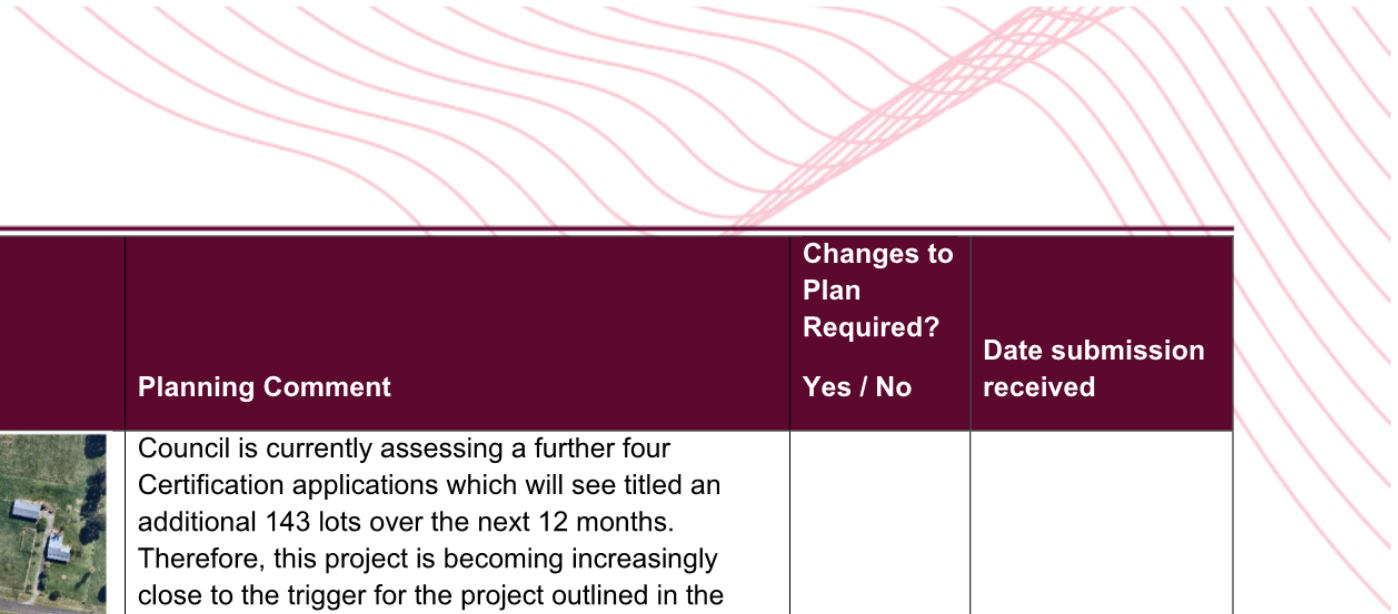 Planning Comment
Changes to
Plan
Required?
Yes / No
Date submission
received
Council is currently assessing a further four
Certification applications which will see titled an
additional 143 lots over the next 12 months.
Therefore, this project is becoming increasingly
close to the trigger for the project outlined in the